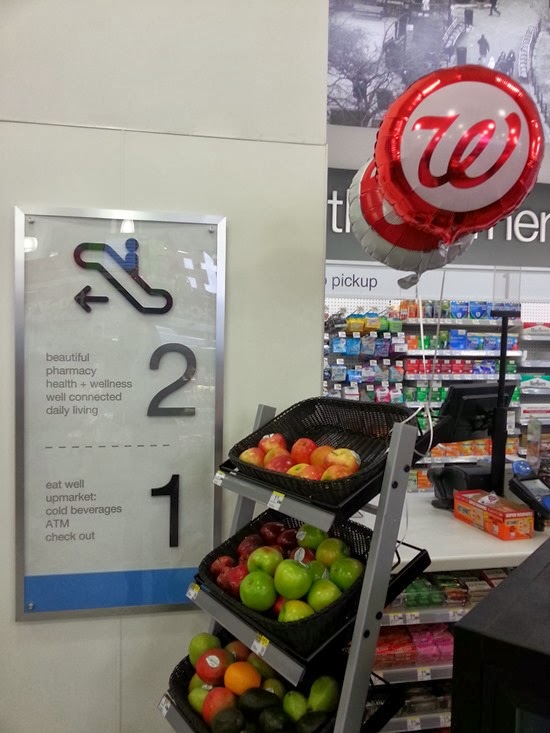 2
beautiful
pharmacy
health + wellness
well connected
daily living
1
eat well
upmarket:
cold beverages
ATM
check out
W
pickup
1